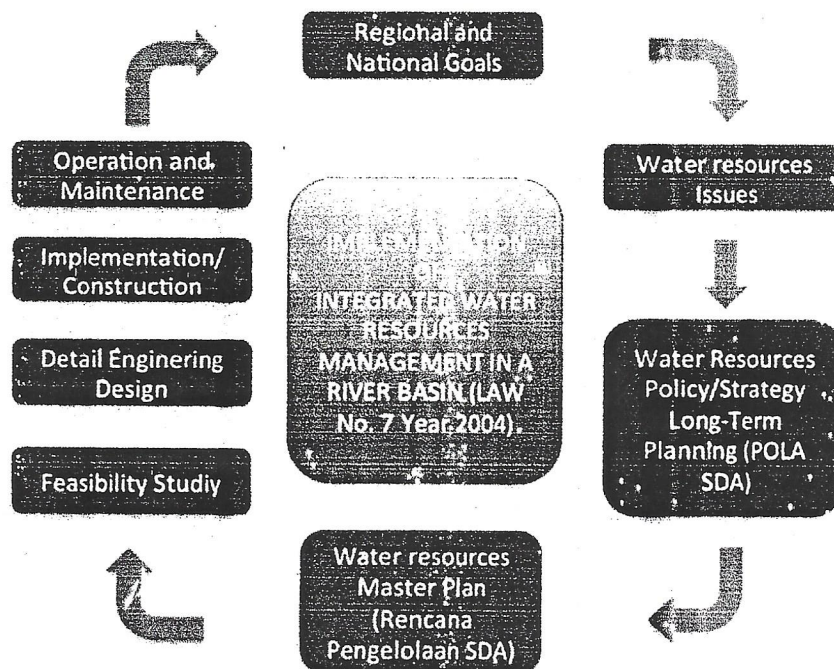 Regional and
National Goals
Water resources
Issues
Water Resources
Policy/Strategy
Long-Term
Planning (POLA
SDA)
Water resources
Master Plan
(Rencana
Pengelolaan SDA)
Feasibility Studiy
Detail Enginering
Design
Implementation/
Construction
Operation and
Maintenance
IMPLEMENTATION
OF
INTEGRATED WATER
RESOURCES
MANAGEMENT IN A
RIVER BASIN (LAW
No. 7 Year 2004)